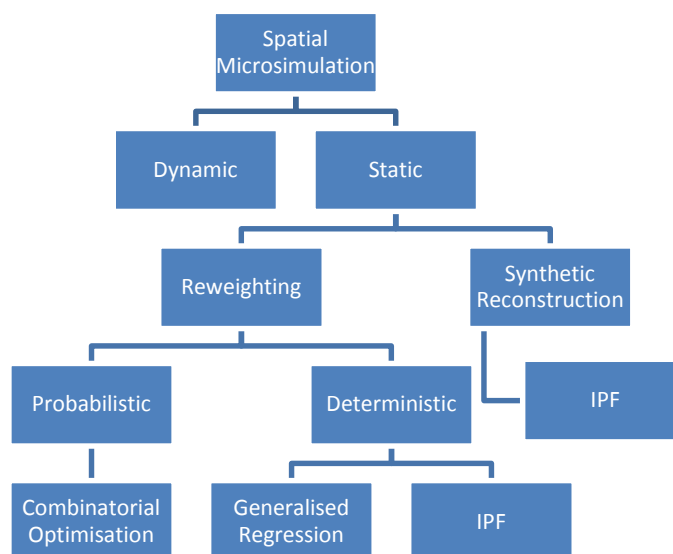 Spatial
Microsimulation
Dynamic
Static
Reweighting
Synthetic
Reconstruction
Probabilistic
Deterministic
IPF
Combinatorial
Optimisation
Generalised
Regression
IPF